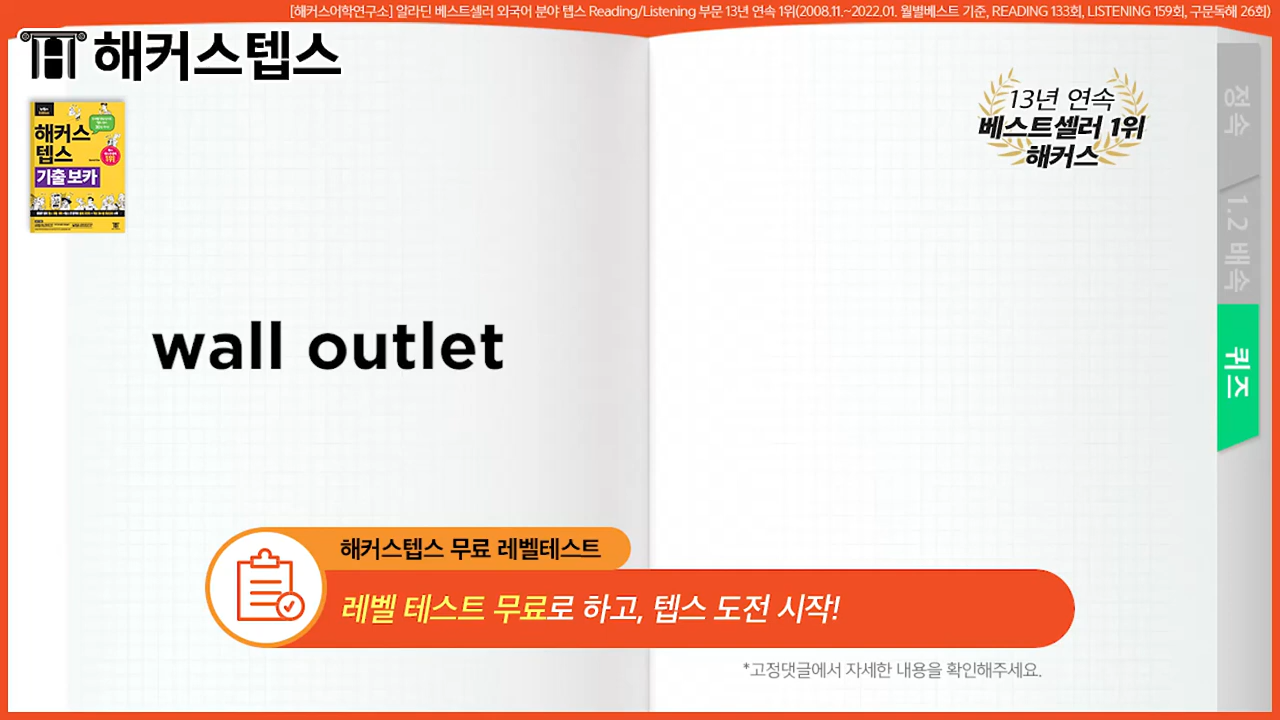 [해커스어학연구소] 알라딘 베스트셀러 외국어 분야 텝스 Reading/Listening 부문 13년 연속 1위(2008.11.~2022.01. 월별베스트 기준, READING 133회, LISTENING 159회, 구문독해 26회)
해커스텝스
해커스
텝스
기출 보카
13년 연속
베스트셀러 1위
해커스
정속
1.2 배속
퀴즈
wall outlet
해커스텝스 무료 레벨테스트
레벨 테스트 무료로 하고, 텝스 도전 시작!
*고정댓글에서 자세한 내용을 확인해주세요.